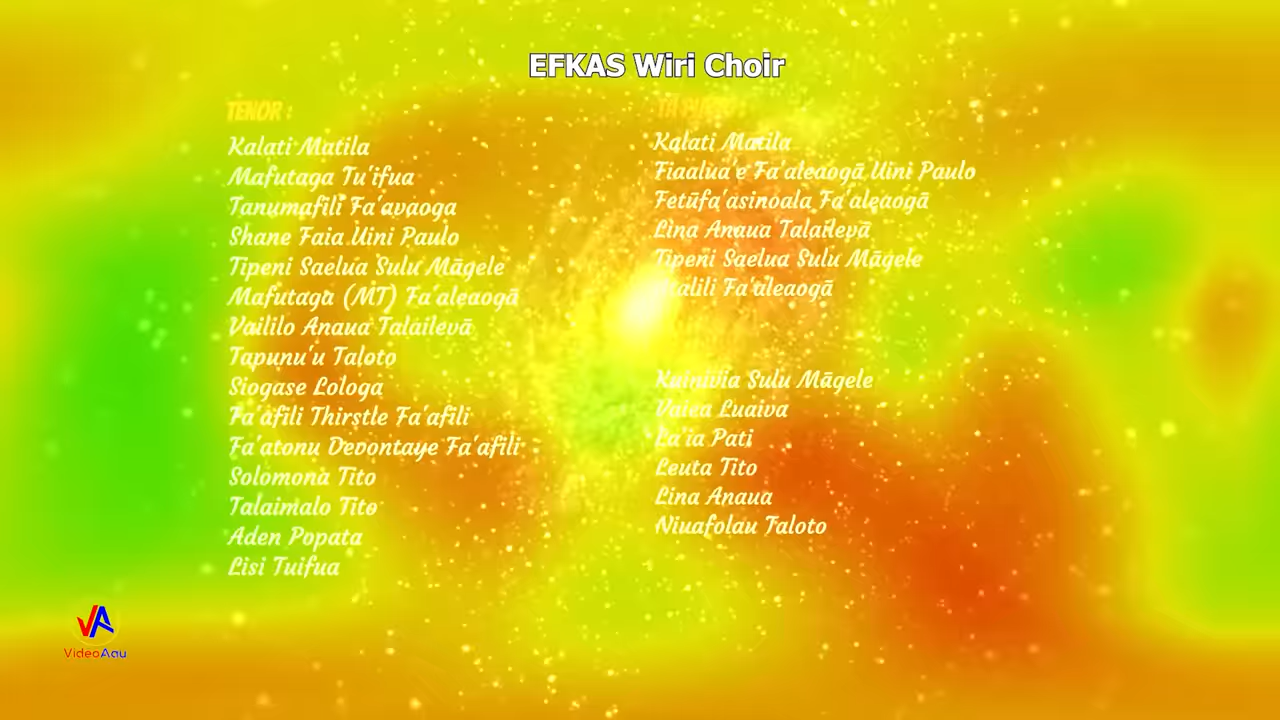 EFKAS Wiri Choir
TENOR :
Kalati Matila
Mafutaga Tu'ifua
Tanumafili Fa'avaoga
Shane Faia Uini Paulo
Tipeni Saelua Sulu Māgele
Mafutaga (MT) Fa'aleaogā
Vaililo Anaua Talailevā
Tapunu'u Taloto
Siogase Lologa
Fa'afili Thirstle Fa'afili
Fa'atonu Devontaye Fa'afili
Solomona Tito
Talaimalo Tito
Aden Popata
Lisi Tuifua
Kalati Matila
Fiaalua'e Fa'aleaogā Uini Paulo
Fetūfa'asinoala Fa'aleaogā
Lina Anaua Talailevā
Tipeni Saelua Sulu Māgele
Fa'aleaogā
Kainivia Sulu Māgele
Vaiea Luaiva
La'ia Pati
Leuta Tito
Lina Anaua
Niuafolau Taloto
VideoAau